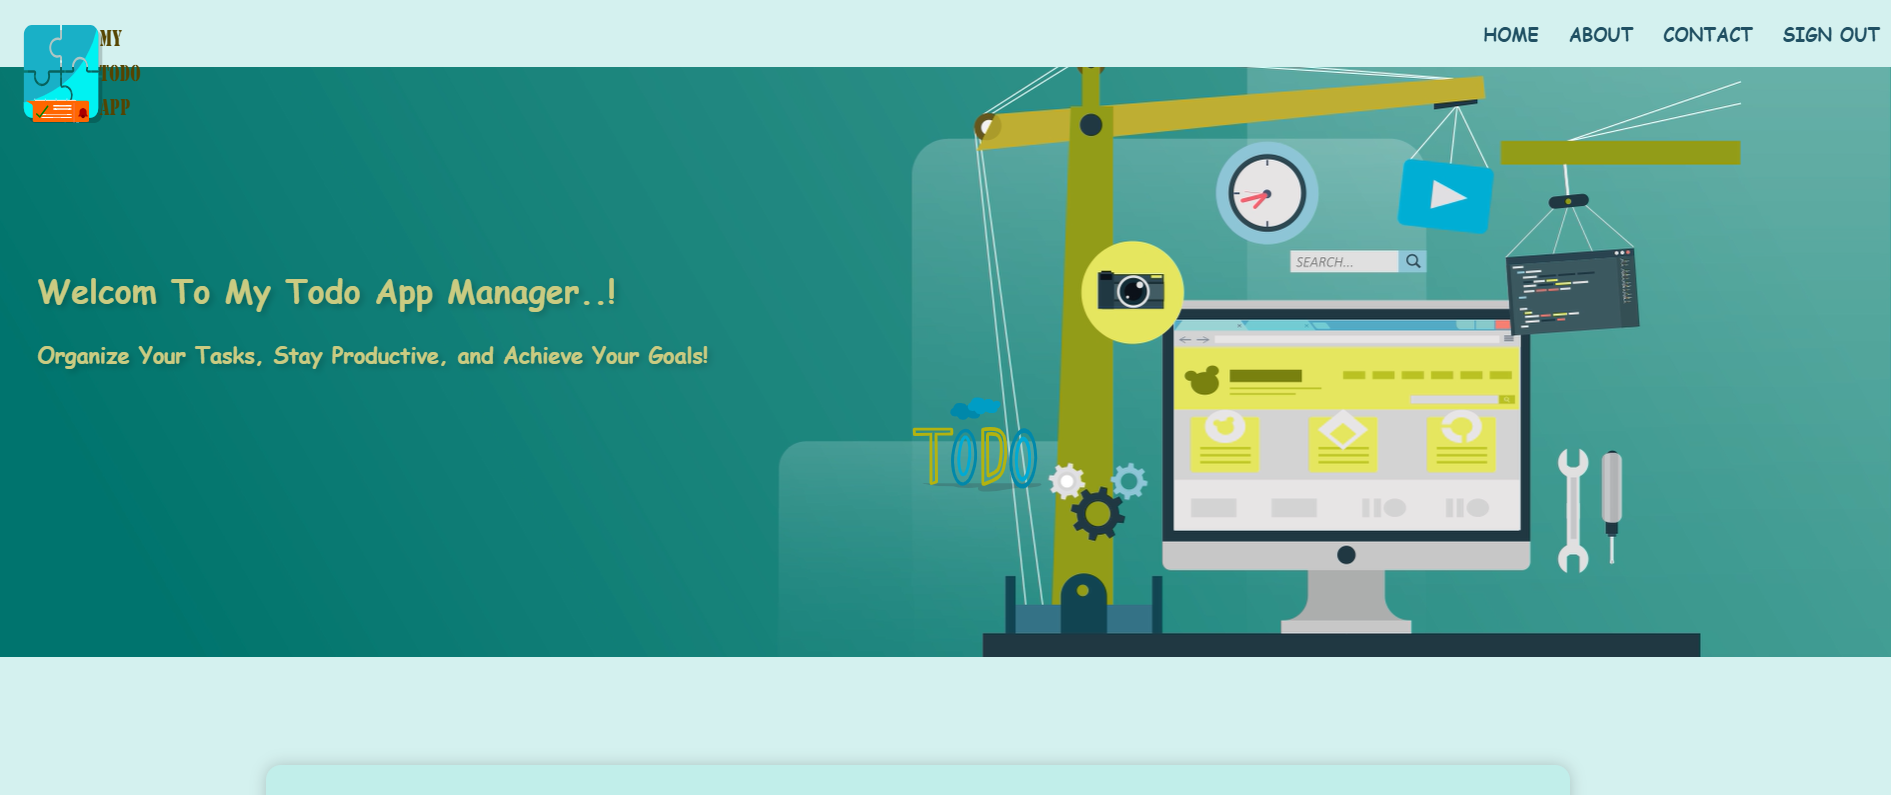 MY
TODO
APP
HOME ABOUT CONTACT SIGN OUT
Welcom To My Todo App Manager..!
Organize Your Tasks, Stay Productive, and Achieve Your Goals!
SEARCH...
TODO